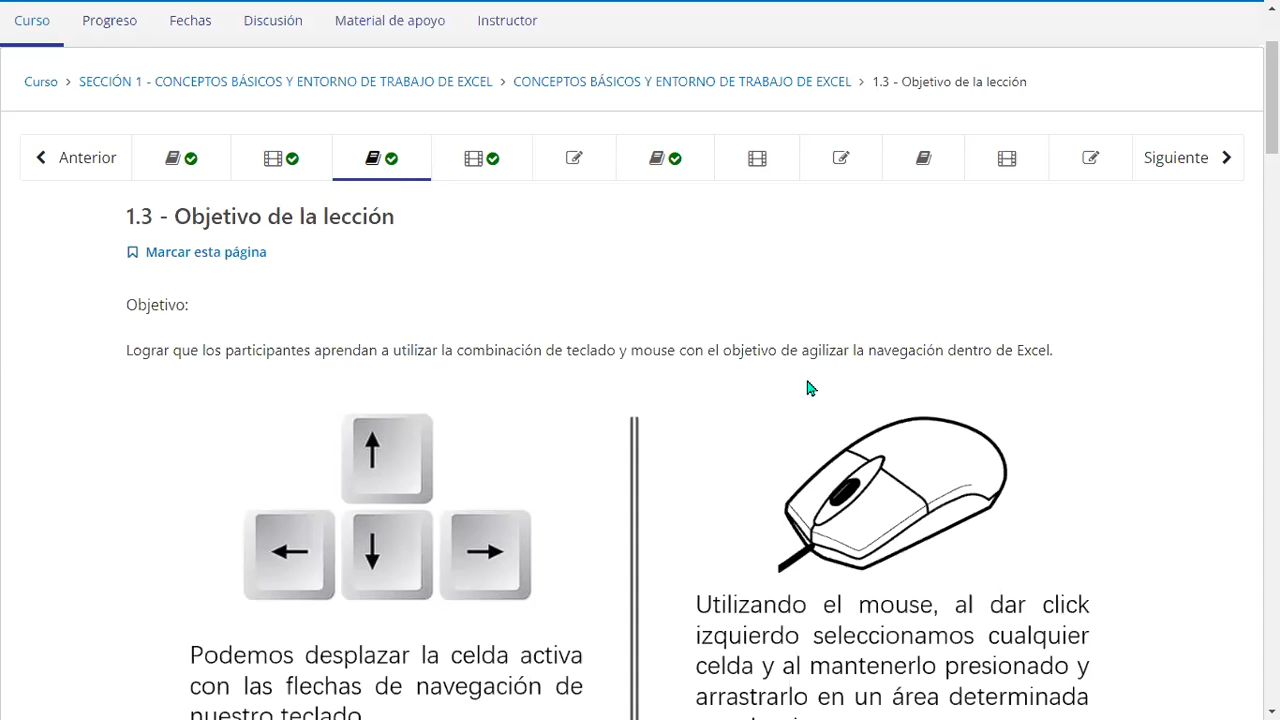 Curso Progreso Fechas Discusión Material de apoyo Instructor
Curso > SECCIÓN 1 - CONCEPTOS BÁSICOS Y ENTORNO DE TRABAJO DE EXCEL > CONCEPTOS BÁSICOS Y ENTORNO DE TRABAJO DE EXCEL > 1.3 - Objetivo de la lección
Anterior Siguiente
1.3 - Objetivo de la lección
Marcar esta página
Objetivo:
Lograr que los participantes aprendan a utilizar la combinación de teclado y mouse con el objetivo de agilizar la navegación dentro de Excel.
Podemos desplazar la celda activa
con las flechas de navegación de
nuestro teclado
Utilizando el mouse, al dar click
izquierdo seleccionamos cualquier
celda y al mantenerlo presionado y
arrastrarlo en un área determinada